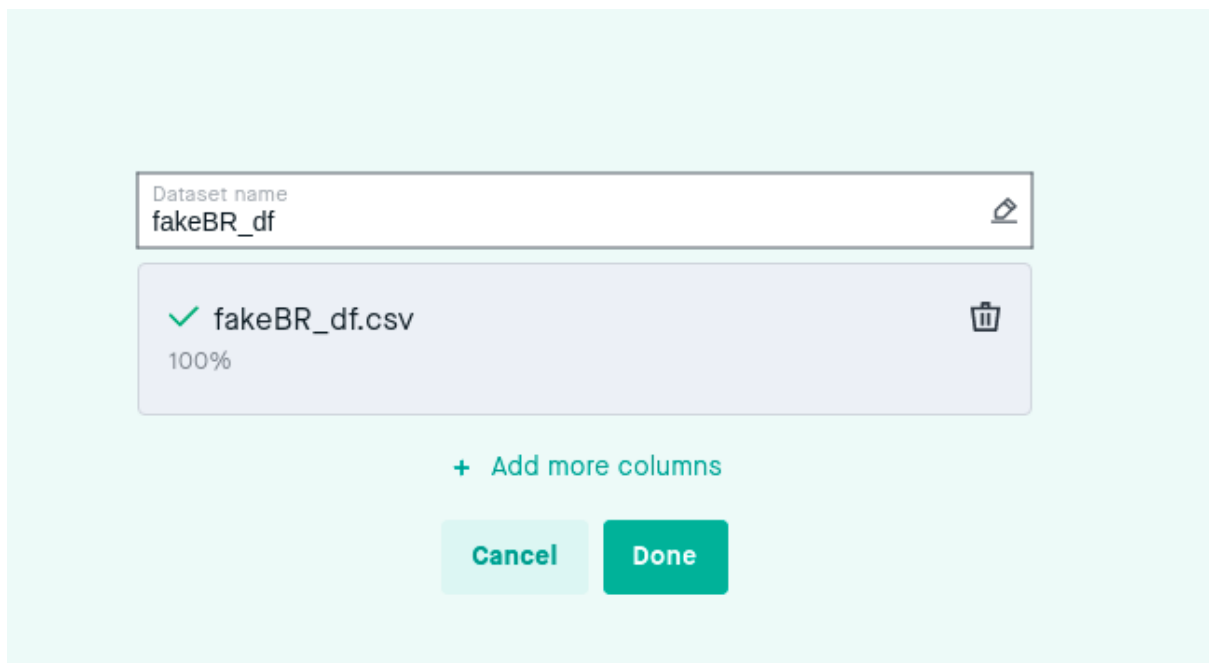 Dataset name
fakeBR_df
fakeBR_df.csv
100%
+ Add more columns
Cancel Done